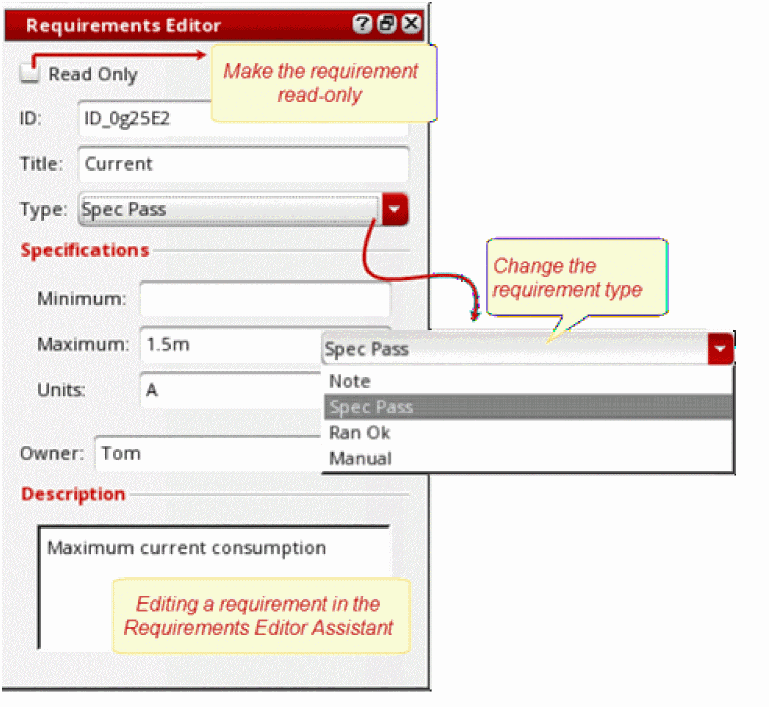 Requirements Editor
Read Only
Make the requirement
read-only
ID: ID_0g25E2
Title: Current
Type: Spec Pass
Specifications
Change the
requirement type
Minimum:
Maximum: 1.5m
Spec Pass
Note
Units: A
Spec Pass
Ran Ok
Owner: Tom
Manual
Description
Maximum current consumption
Editing a requirement in the
Requirements Editor Assistant